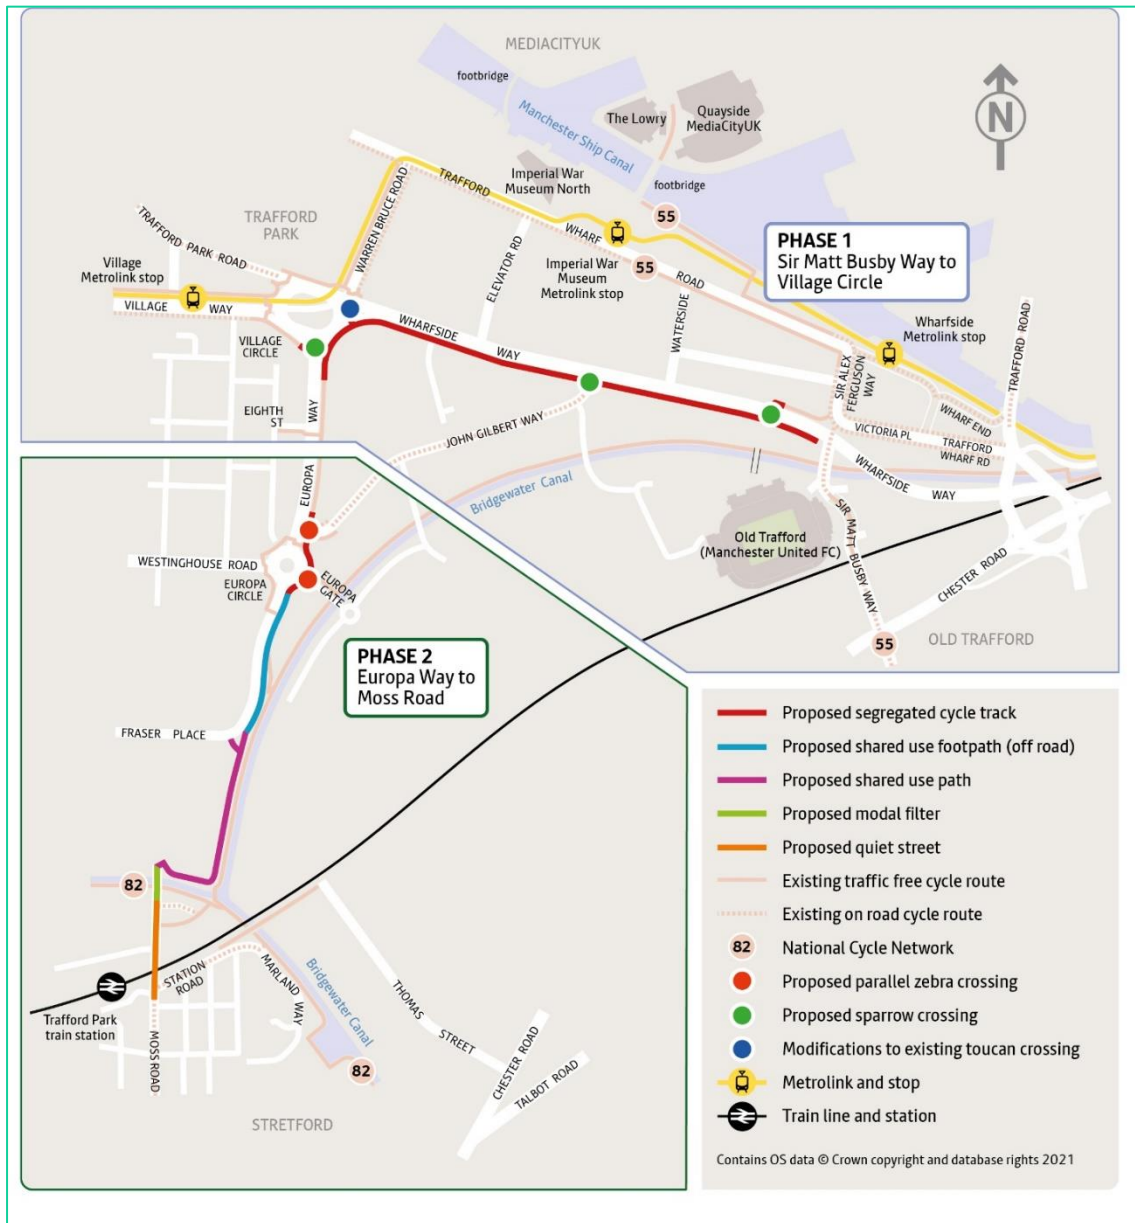 MEDIACITYUK
footbridge
Manchester Ship Canal
The Lowry
Quayside
MediaCityUK
N
footbridge
Imperial War
Museum North
TRAFFORD
WHARF
ROAD
55
55
Imperial War
Museum
Metrolink stop
PHASE 1
Sir Matt Busby Way to
Village Circle
TRAFFORD
PARK
TRAFFORD PARK ROAD
WARREN BRUCE ROAD
Village
Metrolink stop
VILLAGE WAY
VILLAGE
CIRCLE
ELEVATOR RD
WHARFSIDE
WAY
WATERSIDE
Wharfside
Metrolink stop
TRAFFORD ROAD
SIR ALEX
FERGUSON
WAY
WHARF END
VICTORIA PL
TRAFFORD
WHARF RD
EIGHTH
ST
WAY
EUROPA
JOHN GILBERT WAY
Bridgewater Canal
WHARFSIDE WAY
Old Trafford
(Manchester United FC)
SIR MATT BUSBY WAY
CHESTER ROAD
55
OLD TRAFFORD
WESTINGHOUSE ROAD
EUROPA
CIRCLE
EUROPA
GATE
PHASE 2
Europa Way to
Moss Road
FRASER PLACE
82
STATION
ROAD
MARLAND
WAY
Bridgewater Canal
Trafford Park
train station
MOSS ROAD
THOMAS
STREET
CHESTER ROAD
TALBOT ROAD
82
STRETFORD
Proposed segregated cycle track
Proposed shared use footpath (off road)
Proposed shared use path
Proposed modal filter
Proposed quiet street
Existing traffic free cycle route
Existing on road cycle route
82 National Cycle Network
Proposed parallel zebra crossing
Proposed sparrow crossing
Modifications to existing toucan crossing
Metrolink and stop
Train line and station
Contains OS data © Crown copyright and database rights 2021